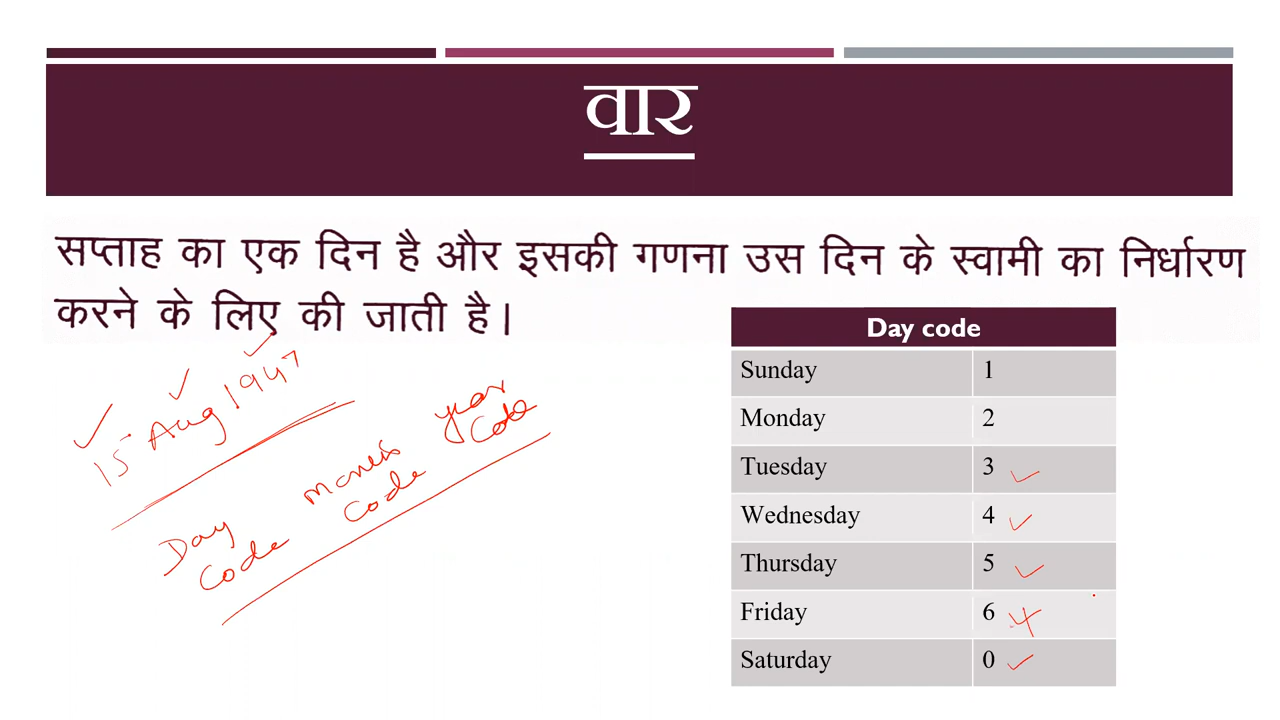 वार
सप्ताह का एक दिन है और इसकी गणना उस दिन के स्वामी का निर्धारण
करने के लिए की जाती है।
15 Aug 1947
Day code
month code
year code
Day code
Sunday 1
Monday 2
Tuesday 3
Wednesday 4
Thursday 5
Friday 6
Saturday 0